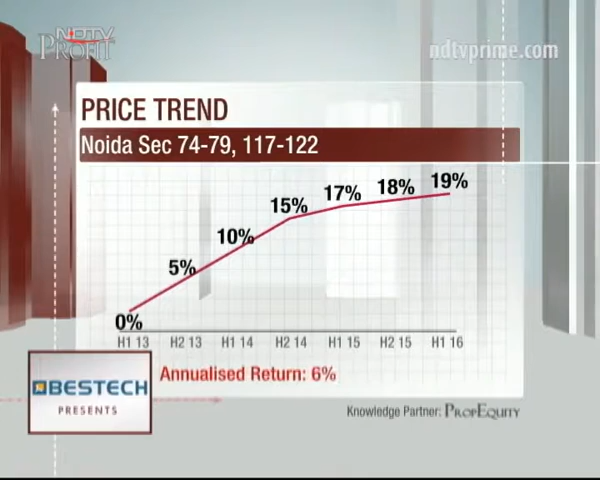 NDTV
PROFIT
ndtvprime.com
PRICE TREND
Noida Sec 74-79, 117-122
0%
5%
10%
15%
17%
18%
19%
H1 13
H2 13
H1 14
H2 14
H1 15
H2 15
H1 16
Annualised Return: 6%
BESTECH
PRESENTS
Knowledge Partner: PROPEQUITY